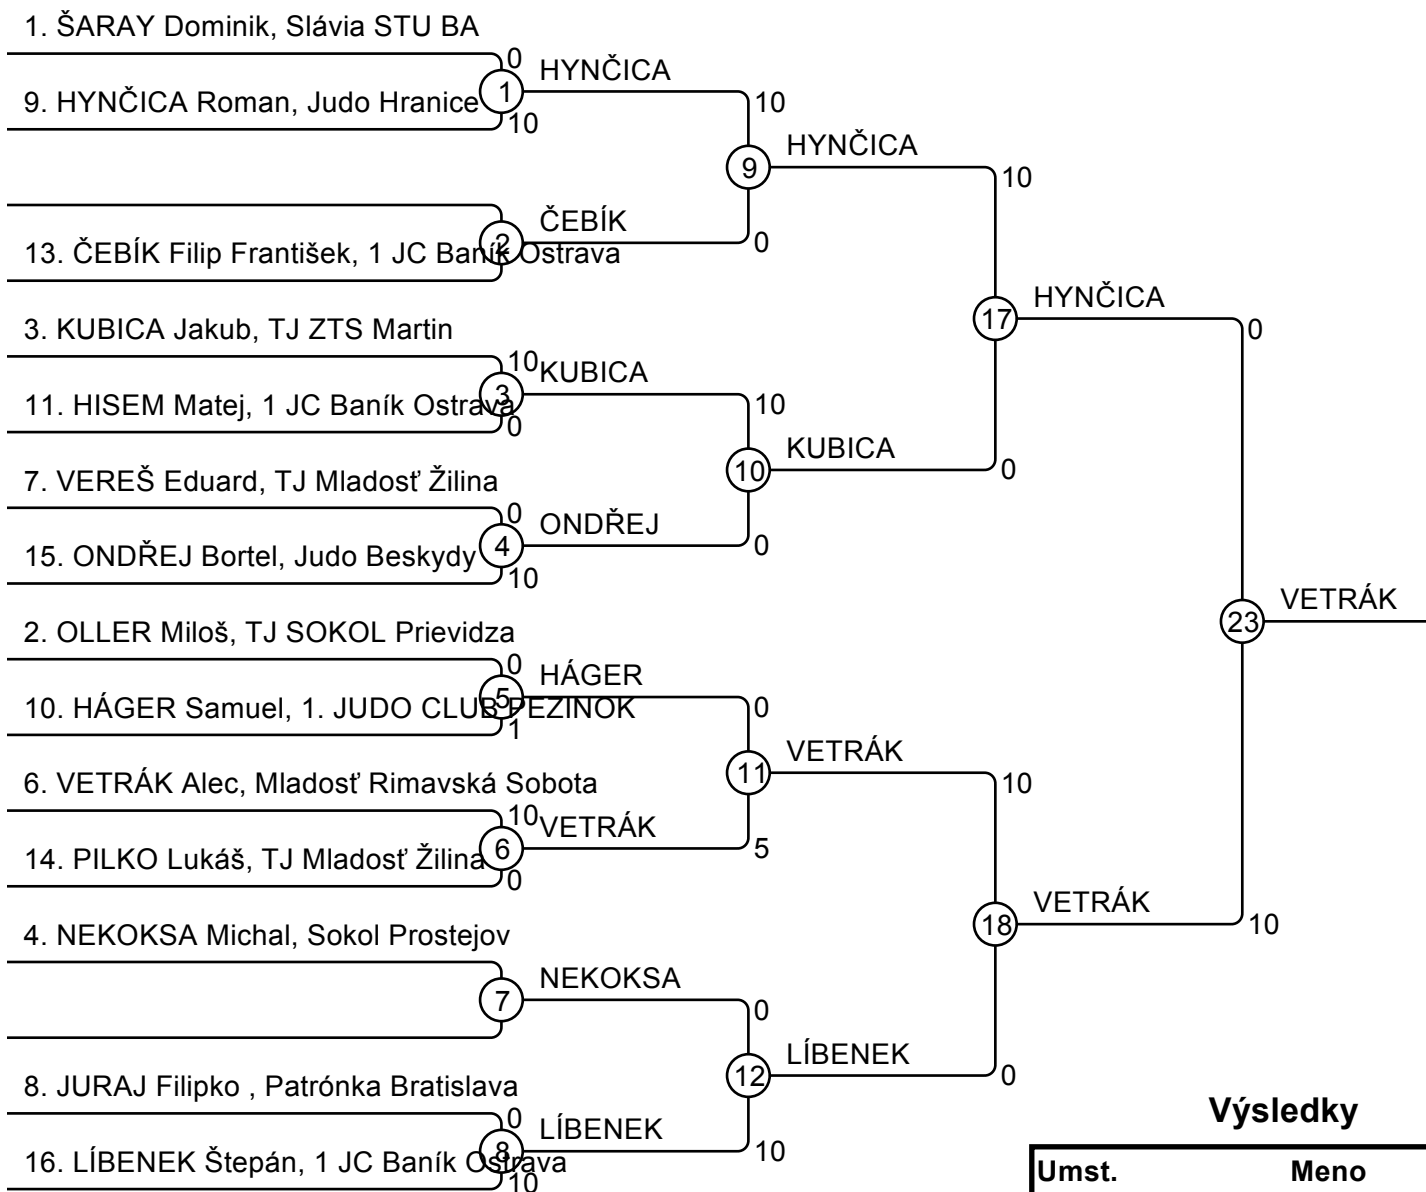 1. ŠARAY Dominik, Slávia STU BA
0
HYNČICA
1
9. HYNČICA Roman, Judo Hranice
10
10
HYNČICA
9
10
ČEBÍK
2
0
13. ČEBÍK Filip František, 1 JC Baník Ostrava
HYNČICA
17
0
3. KUBICA Jakub, TJ ZTS Martin
10
KUBICA
3
11. HISEM Matej, 1 JC Baník Ostrava
10
0
KUBICA
10
0
7. VEREŠ Eduard, TJ Mladosť Žilina
0
ONDŘEJ
4
0
15. ONDŘEJ Bortel, Judo Beskydy
10
VETRÁK
23
2. OLLER Miloš, TJ SOKOL Prievidza
0
HÁGER
5
10. HÁGER Samuel, 1. JUDO CLUB PEZINOK
0
1
VETRÁK
11
10
6. VETRÁK Alec, Mladosť Rimavská Sobota
10
VETRÁK
6
5
14. PILKO Lukáš, TJ Mladosť Žilina
0
VETRÁK
18
10
4. NEKOKSA Michal, Sokol Prostejov
NEKOKSA
7
0
LÍBENEK
12
0
8. JURAJ Filipko , Patrónka Bratislava
0
LÍBENEK
8
10
16. LÍBENEK Štepán, 1 JC Baník Ostrava
10
Výsledky
Umst. Meno